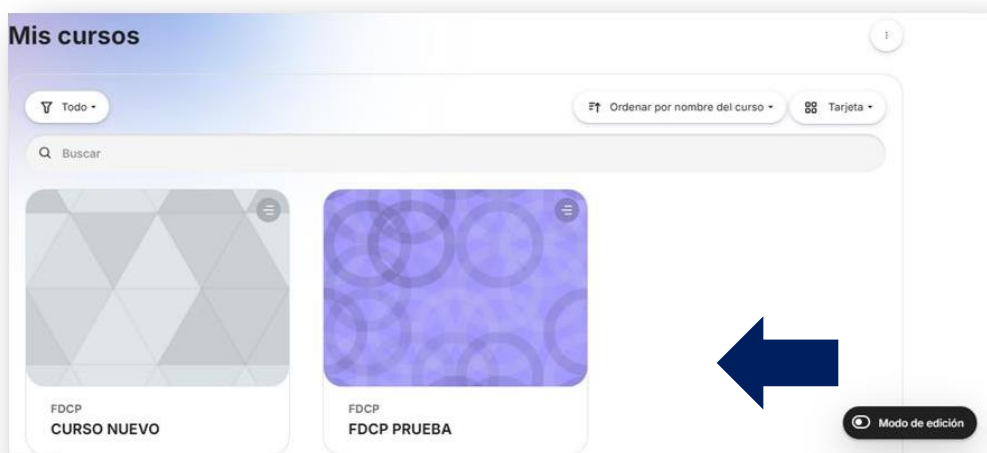 Mis cursos
Todo
Ordenar por nombre del curso
Tarjeta
Buscar
FDCP
CURSO NUEVO
FDCP
FDCP PRUEBA
Modo de edición